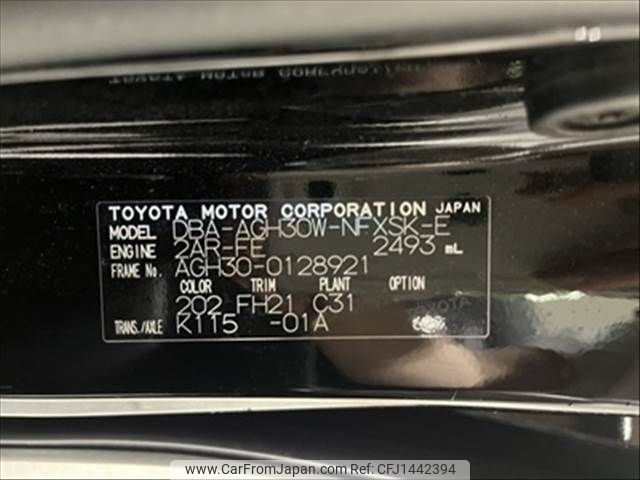 TOYOTA MOTOR CORPORATION JAPAN
MODEL DBA-AGH30W-NFXSK-E
ENGINE 2AR-FE 2493 mL
FRAME No. AGH30-0128921
COLOR TRIM PLANT OPTION
202 FH21 C31
TRANS./AXLE K115 -01A
TOYOTA
www.CarFromJapan.com CFJ1442394